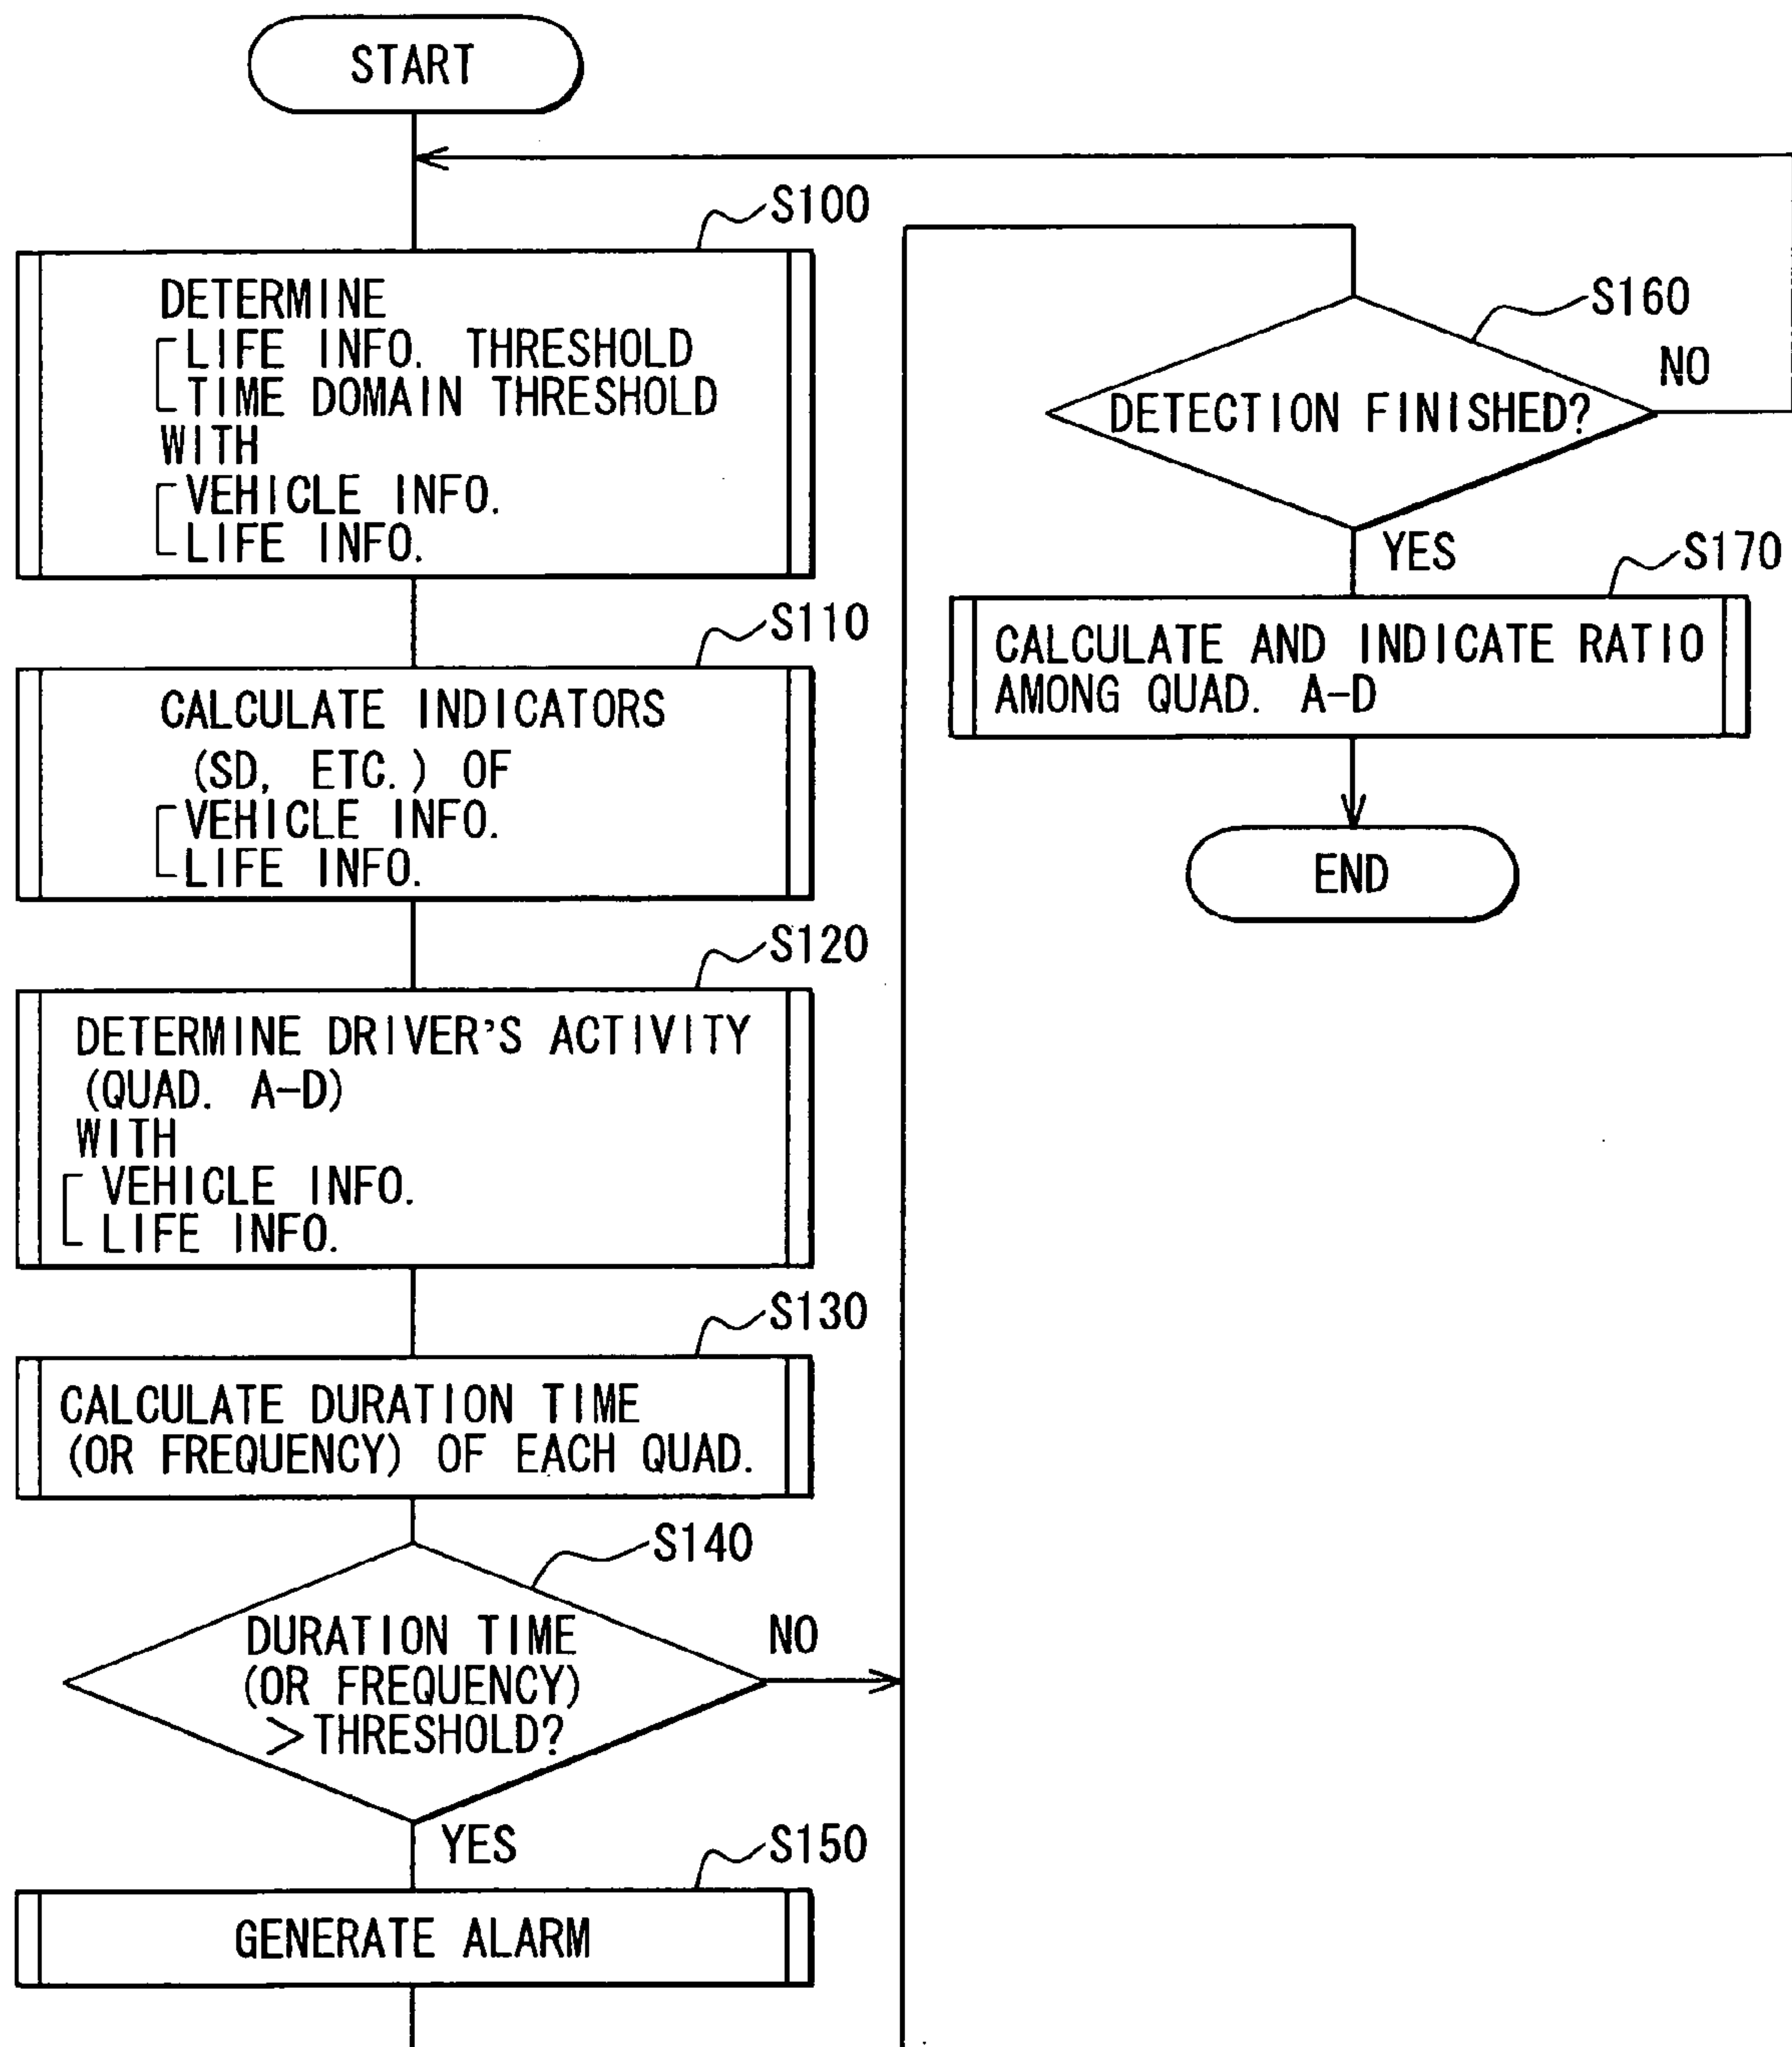 START
S100
DETERMINE
LIFE INFO. THRESHOLD
TIME DOMAIN THRESHOLD
WITH
VEHICLE INFO.
LIFE INFO.
S110
CALCULATE INDICATORS
(SD, ETC.) OF
VEHICLE INFO.
LIFE INFO.
S120
DETERMINE DRIVER'S ACTIVITY
(QUAD. A-D)
WITH
VEHICLE INFO.
LIFE INFO.
S130
CALCULATE DURATION TIME
(OR FREQUENCY) OF EACH QUAD.
S140
DURATION TIME
(OR FREQUENCY)
>THRESHOLD?
NO
YES
S150
GENERATE ALARM
S160
DETECTION FINISHED?
NO
YES
S170
CALCULATE AND INDICATE RATIO
AMONG QUAD. A-D
END